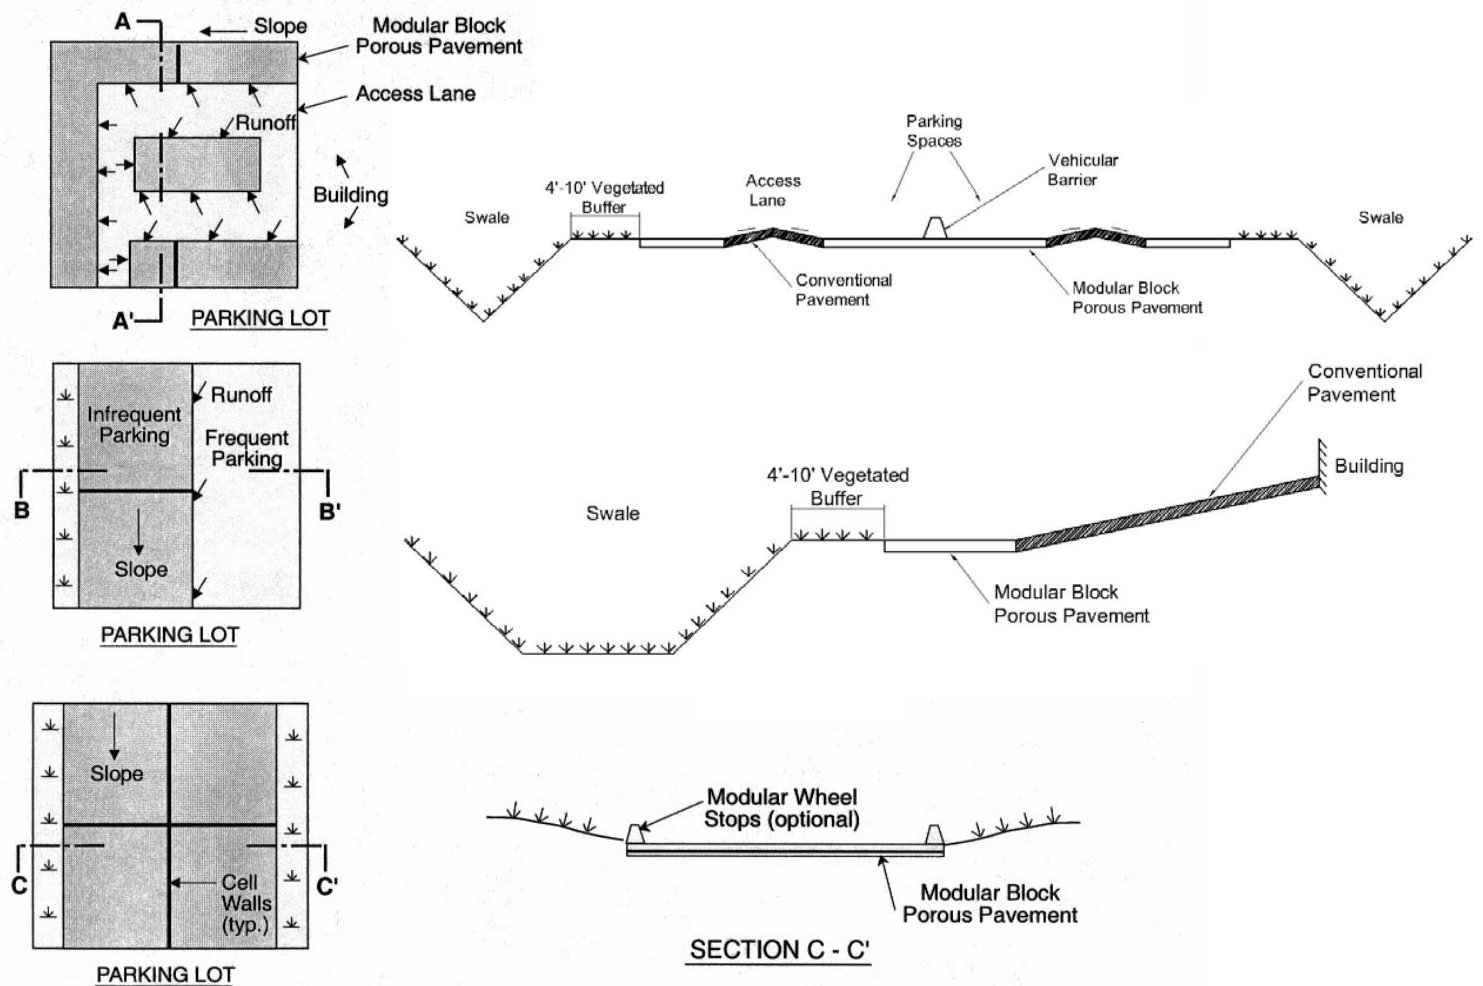 A
Slope
Modular Block
Porous Pavement
Access Lane
Runoff
Building
A'
PARKING LOT
Parking
Spaces
Vehicular
Barrier
4'-10' Vegetated
Buffer
Access
Lane
Swale
Swale
Conventional
Pavement
Modular Block
Porous Pavement
Runoff
Infrequent
Parking
Frequent
Parking
B
B'
Slope
PARKING LOT
Conventional
Pavement
Building
4'-10' Vegetated
Buffer
Swale
Modular Block
Porous Pavement
Slope
C
C'
Cell
Walls
(typ.)
PARKING LOT
Modular Wheel
Stops (optional)
Modular Block
Porous Pavement
SECTION C - C'